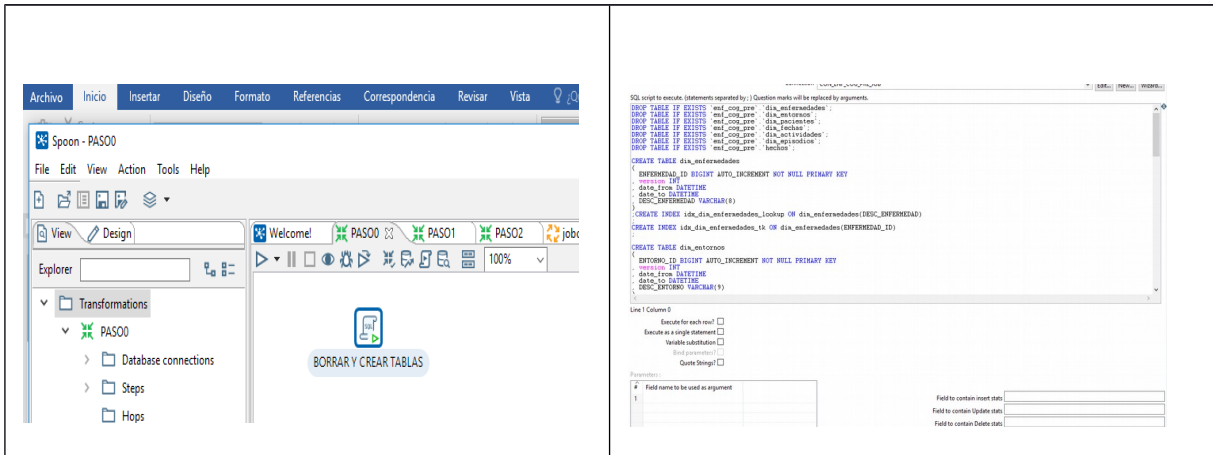 Archivo Inicio Insertar Diseño Formato Referencias Correspondencia Revisar Vista
Spoon - PASO0
File Edit View Action Tools Help
View Design
Explorer
Transformations
PASO0
Database connections
Steps
Hops
Welcome! PASO0 PASO1 PASO2
100%
SQL
BORRAR Y CREAR TABLAS
Edit... New... Wizard...
SQL script to execute. (statements separated by ; ) Question marks will be replaced by arguments.
DROP TABLE IF EXISTS `enf_cog_pre`.`dim_enfermedades`;
DROP TABLE IF EXISTS `enf_cog_pre`.`dim_entornos`;
DROP TABLE IF EXISTS `enf_cog_pre`.`dim_pacientes`;
DROP TABLE IF EXISTS `enf_cog_pre`.`dim_fechas`;
DROP TABLE IF EXISTS `enf_cog_pre`.`dim_actividades`;
DROP TABLE IF EXISTS `enf_cog_pre`.`dim_episodios`;
DROP TABLE IF EXISTS `enf_cog_pre`.`hechos`;
CREATE TABLE dim_enfermedades
(
ENFERMEDAD_ID BIGINT AUTO_INCREMENT NOT NULL PRIMARY KEY
, version INT
, date_from DATETIME
, date_to DATETIME
, DESC_ENFERMEDAD VARCHAR(8)
)
;CREATE INDEX idx_dim_enfermedades_lookup ON dim_enfermedades(DESC_ENFERMEDAD)
;
CREATE INDEX idx_dim_enfermedades_tk ON dim_enfermedades(ENFERMEDAD_ID)
;
CREATE TABLE dim_entornos
(
ENTORNO_ID BIGINT AUTO_INCREMENT NOT NULL PRIMARY KEY
, version INT
, date_from DATETIME
, date_to DATETIME
, DESC_ENTORNO VARCHAR(9)
Line 1 Column 0
Execute for each row?
Execute as a single statement
Variable substitution
Bind parameters?
Quote Strings?
Parameters :
# Field name to be used as argument
1
Field to contain insert stats
Field to contain Update stats
Field to contain Delete stats